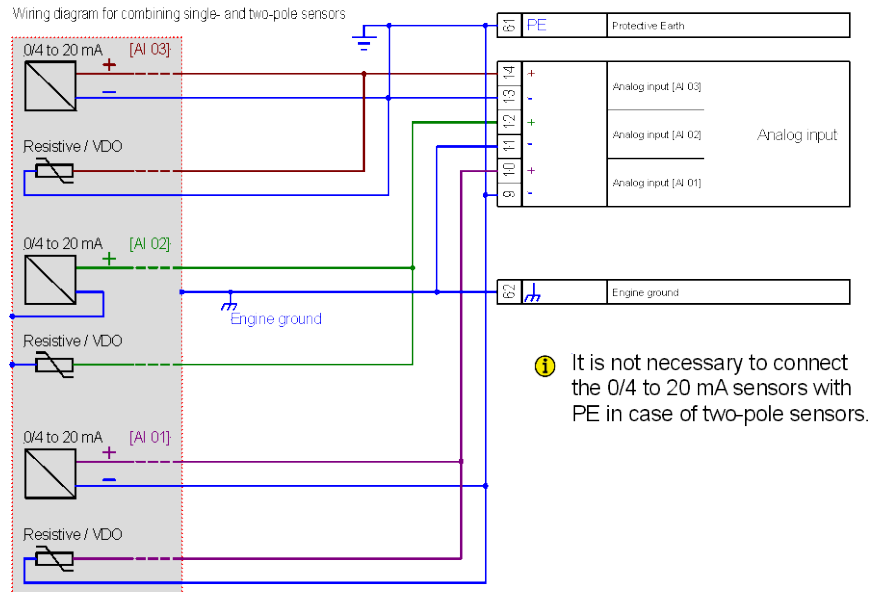 Wiring diagram for combining single- and two-pole sensors
61 PE Protective Earth
0/4 to 20 mA [AI 03]
+
-
14 +
13 -
Analog input [AI 03]
12 +
11 -
Analog input [AI 02]
Analog input
10 +
9 -
Analog input [AI 01]
Resistive / VDO
0/4 to 20 mA [AI 02]
+
62 Engine ground
Engine ground
Resistive / VDO
i It is not necessary to connect
the 0/4 to 20 mA sensors with
PE in case of two-pole sensors.
0/4 to 20 mA [AI 01]
+
-
Resistive / VDO